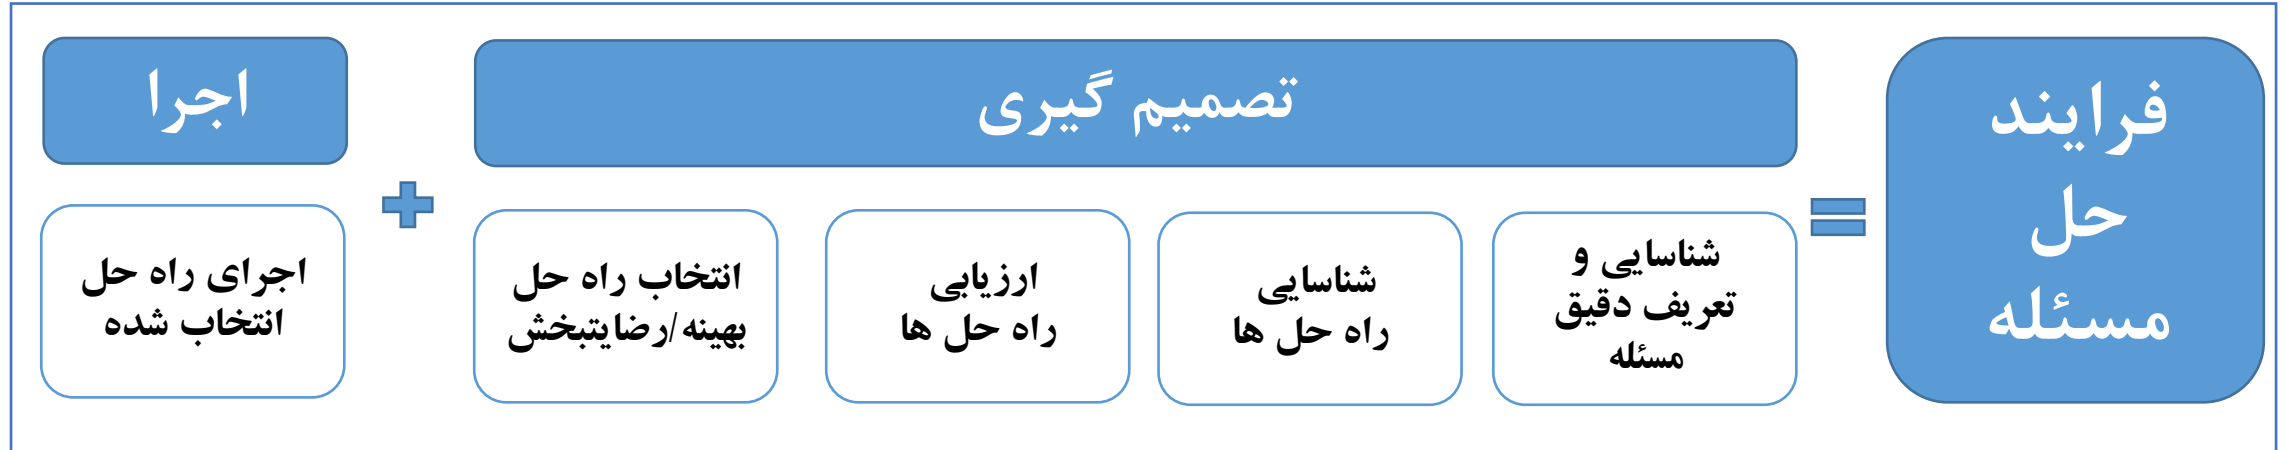 فرایند
حل
مسئله
تصمیم گیری
شناسایی و
تعریف دقیق
مسئله
شناسایی
راه حل ها
ارزیابی
راه حل ها
انتخاب راه حل
بهینه/رضایتبخش
اجرا
اجرای راه حل
انتخاب شده